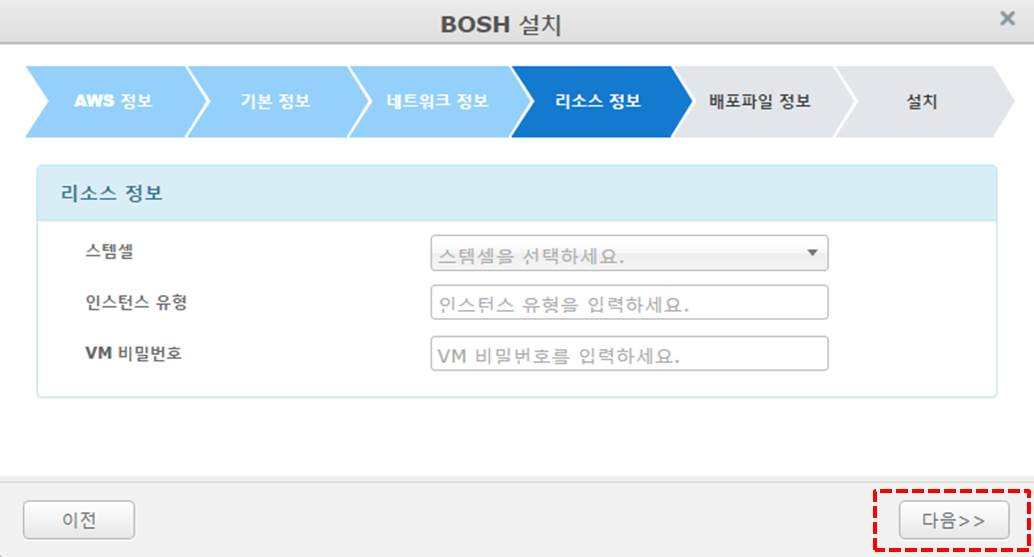 BOSH 설치
AWS 정보
기본 정보
네트워크 정보
리소스 정보
배포파일 정보
설치
리소스 정보
스템셀
스템셀을 선택하세요.
인스턴스 유형
인스턴스 유형을 입력하세요.
VM 비밀번호
VM 비밀번호를 입력하세요.
이전
다음>>